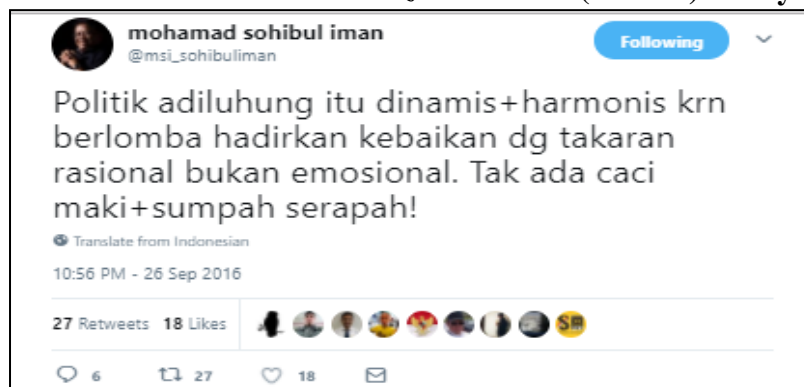 mohamad sohibul iman
@msi_sohibuliman
Following
Politik adiluhung itu dinamis+harmonis krn
berlomba hadirkan kebaikan dg takaran
rasional bukan emosional. Tak ada caci
maki+sumpah serapah!
Translate from Indonesian
10:56 PM - 26 Sep 2016
27 Retweets 18 Likes
6 27 18